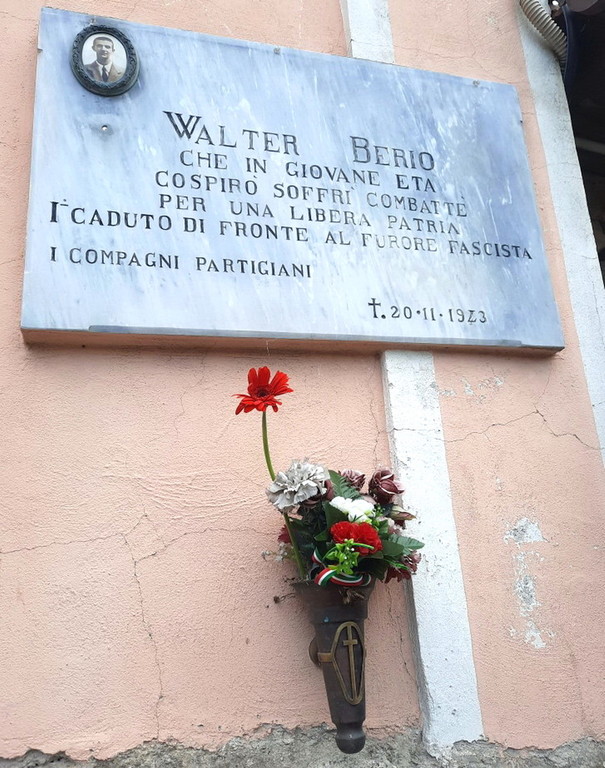 WALTER BERIO
CHE IN GIOVANE ETA
COSPIRÒ SOFFRÌ COMBATTÈ
PER UNA LIBERA PATRIA
I° CADUTO DI FRONTE AL FURORE FASCISTA
I COMPAGNI PARTIGIANI
†. 20·11·1943